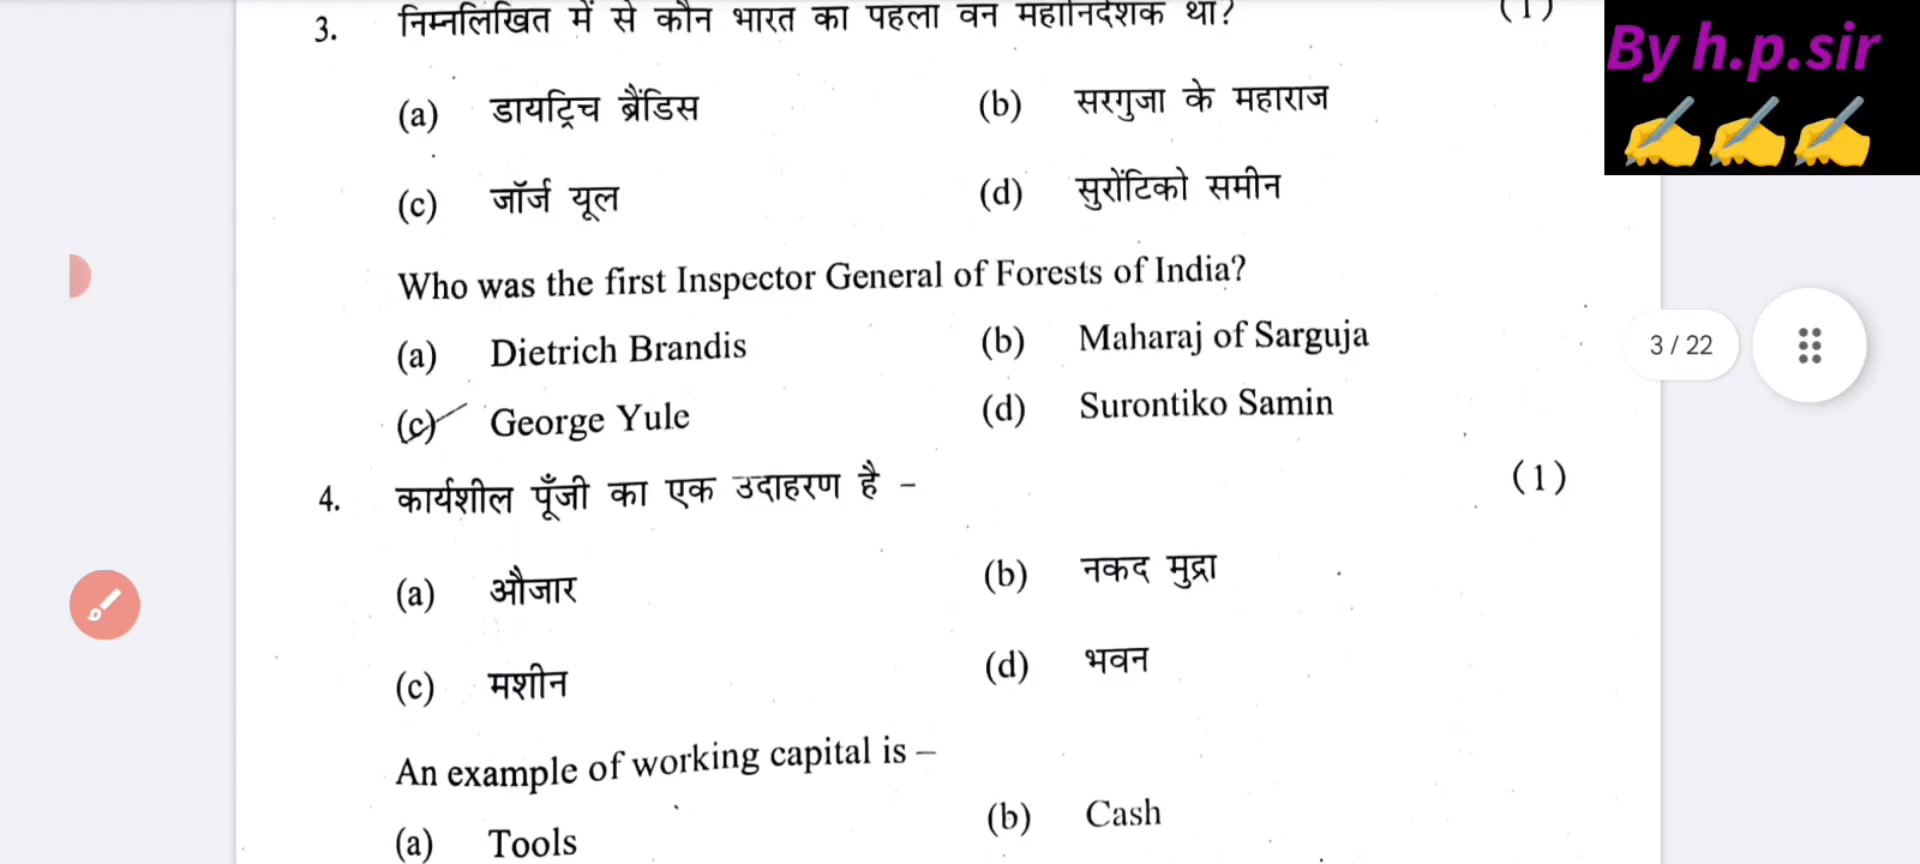 By h.p.sir
3. निम्नलिखित में से कौन भारत का पहला वन महानिदेशक था? (1)
(a) डायट्रिच ब्रैंडिस (b) सरगुजा के महाराज
(c) जॉर्ज यूल (d) सुरोंटिको समीन
Who was the first Inspector General of Forests of India?
(a) Dietrich Brandis (b) Maharaj of Sarguja
(c) George Yule (d) Surontiko Samin
3 / 22
4. कार्यशील पूँजी का एक उदाहरण है – (1)
(a) औजार (b) नकद मुद्रा
(c) मशीन (d) भवन
An example of working capital is –
(a) Tools (b) Cash